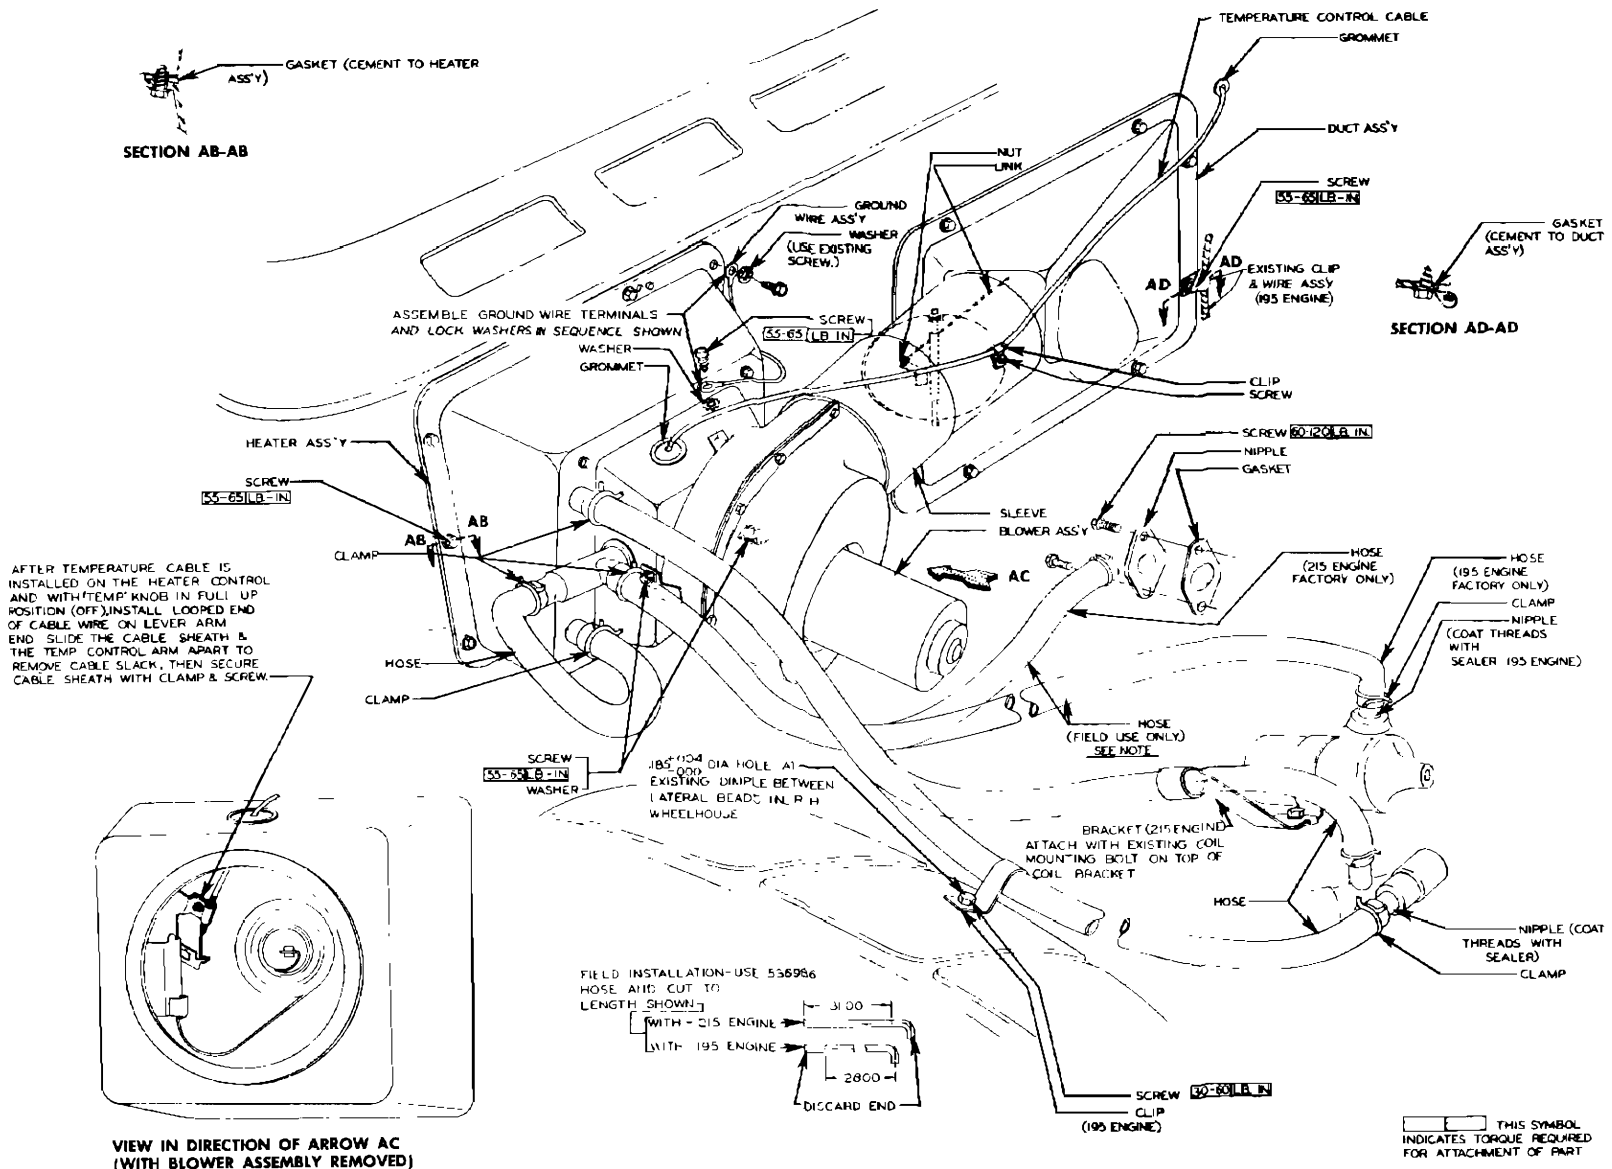 TEMPERATURE CONTROL CABLE
GROMMET
GASKET (CEMENT TO HEATER
ASS'Y)
SECTION AB-AB
DUCT ASS'Y
NUT
LINK
SCREW
55-65 LB-IN
GROUND
WIRE ASS'Y
WASHER
(USE EXISTING
SCREW.)
GASKET
(CEMENT TO DUCT
ASS'Y)
AD
AD
EXISTING CLIP
& WIRE ASSY
(195 ENGINE)
SECTION AD-AD
ASSEMBLE GROUND WIRE TERMINALS
AND LOCK WASHERS IN SEQUENCE SHOWN
SCREW
55-65 LB IN
WASHER
GROMMET
CLIP
SCREW
HEATER ASS'Y
SCREW 60-120 LB. IN.
NIPPLE
GASKET
SCREW
55-65 LB-IN
SLEEVE
BLOWER ASS'Y
AB
AB
CLAMP
AC
HOSE
(215 ENGINE
FACTORY ONLY)
HOSE
(195 ENGINE
FACTORY ONLY)
CLAMP
NIPPLE
(COAT THREADS
WITH
SEALER 195 ENGINE)
AFTER TEMPERATURE CABLE IS
INSTALLED ON THE HEATER CONTROL
AND WITH 'TEMP' KNOB IN FULL UP
POSITION (OFF), INSTALL LOOPED END
OF CABLE WIRE ON LEVER ARM
END SLIDE THE CABLE SHEATH &
THE TEMP CONTROL ARM APART TO
REMOVE CABLE SLACK, THEN SECURE
CABLE SHEATH WITH CLAMP & SCREW.
HOSE
CLAMP
HOSE
(FIELD USE ONLY)
SEE NOTE
SCREW
55-65 LB-IN
WASHER
.185 +.004 -.000 DIA HOLE AT
EXISTING DIMPLE BETWEEN
LATERAL BEADS IN R H
WHEELHOUSE
BRACKET (215 ENGINE)
ATTACH WITH EXISTING COIL
MOUNTING BOLT ON TOP OF
COIL BRACKET
HOSE
NIPPLE (COAT
THREADS WITH
SEALER)
CLAMP
FIELD INSTALLATION-USE 536986
HOSE AND CUT TO
LENGTH SHOWN
31.00
WITH - 215 ENGINE
WITH 195 ENGINE
28.00
DISCARD END
SCREW 30-60 LB. IN
CLIP
(195 ENGINE)
VIEW IN DIRECTION OF ARROW AC
(WITH BLOWER ASSEMBLY REMOVED)
THIS SYMBOL
INDICATES TORQUE REQUIRED
FOR ATTACHMENT OF PART